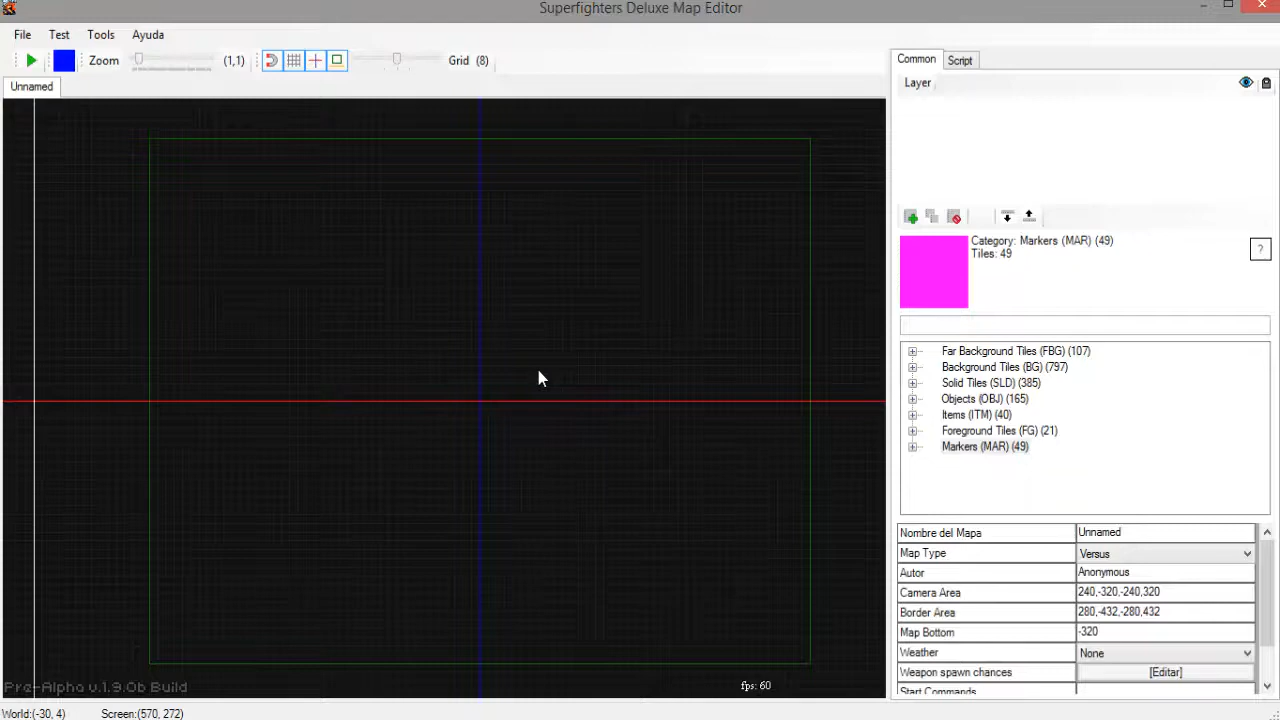 Superfighters Deluxe Map Editor
File Test Tools Ayuda
Zoom (1,1) Grid (8)
Unnamed
Common Script
Layer
Category: Markers (MAR) (49)
Tiles: 49
?
Far Background Tiles (FBG) (107)
Background Tiles (BG) (797)
Solid Tiles (SLD) (385)
Objects (OBJ) (165)
Items (ITM) (40)
Foreground Tiles (FG) (21)
Markers (MAR) (49)
Nombre del Mapa Unnamed
Map Type Versus
Autor Anonymous
Camera Area 240,-320,-240,320
Border Area 280,-432,-280,432
Map Bottom -320
Weather None
Weapon spawn chances [Editar]
Start Commands
Pre-Alpha v.1.9.0b Build
fps: 60
World:(-30, 4) Screen:(570, 272)